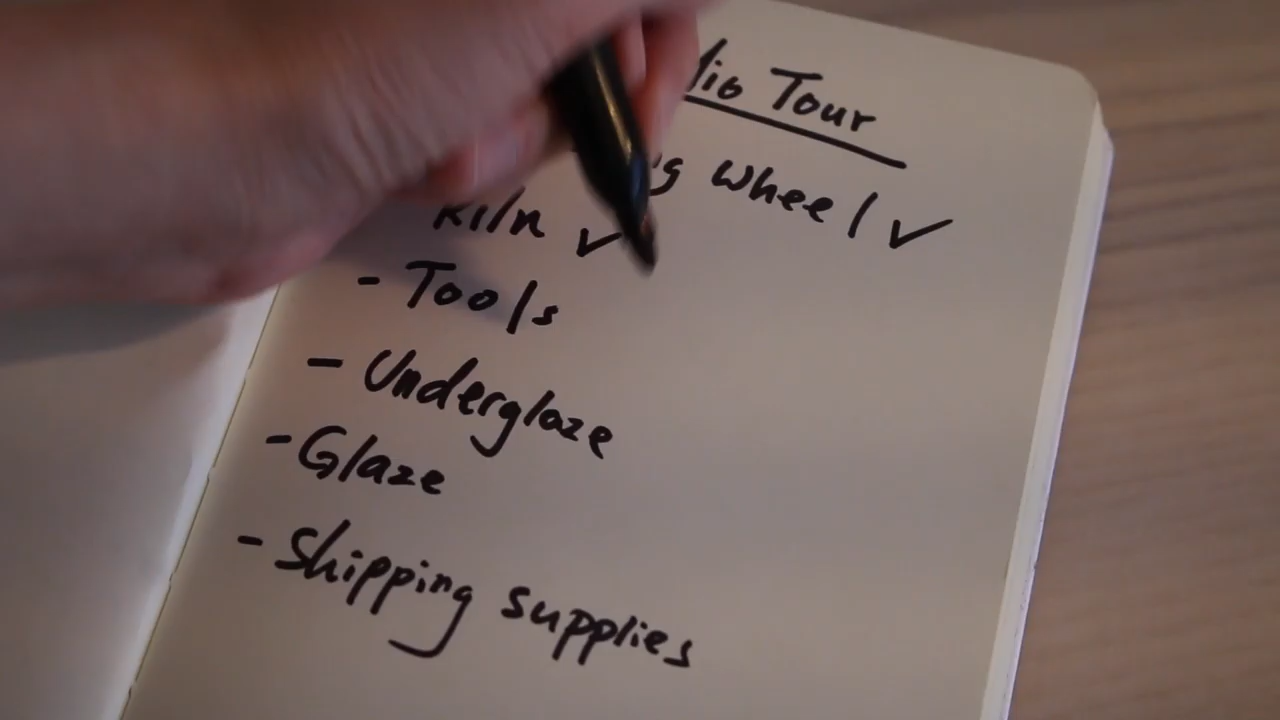 Tour
Wheel ✓
Kiln ✓
- Tools
- Underglaze
- Glaze
- Shipping supplies